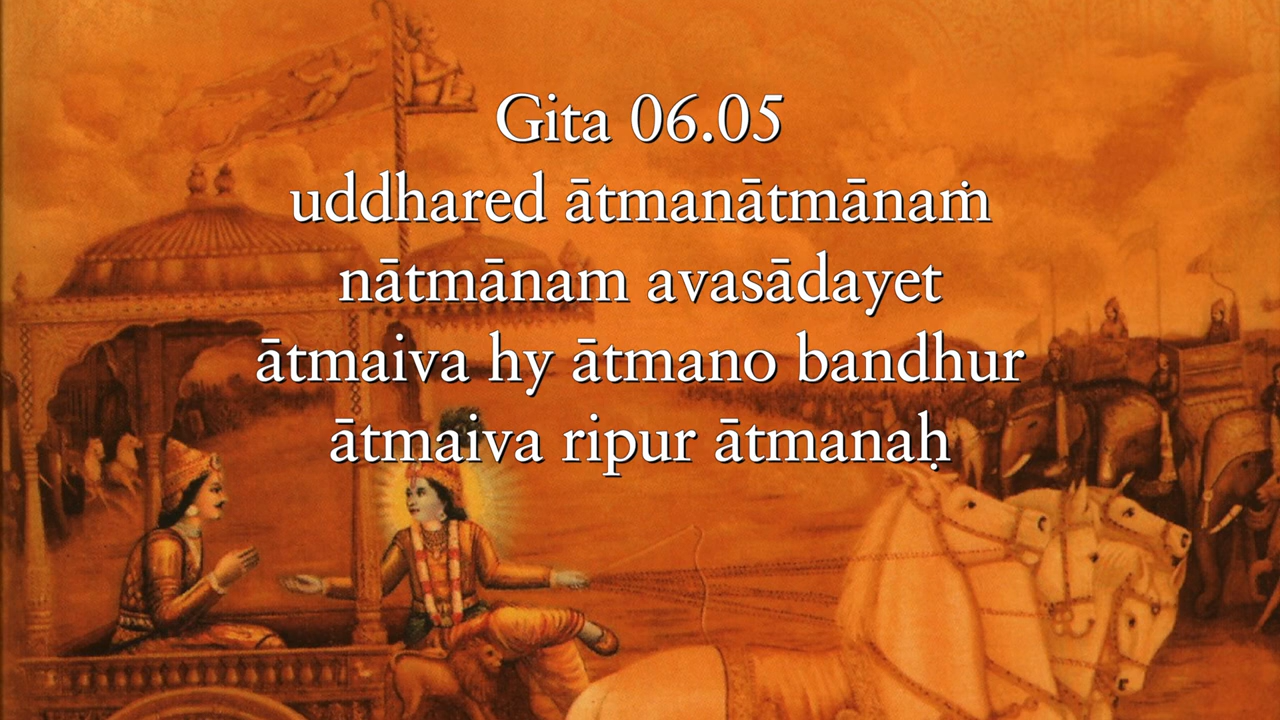 Gita 06.05
uddhared ātmanātmānaṁ
nātmānam avasādayet
ātmaiva hy ātmano bandhur
ātmaiva ripur ātmanaḥ